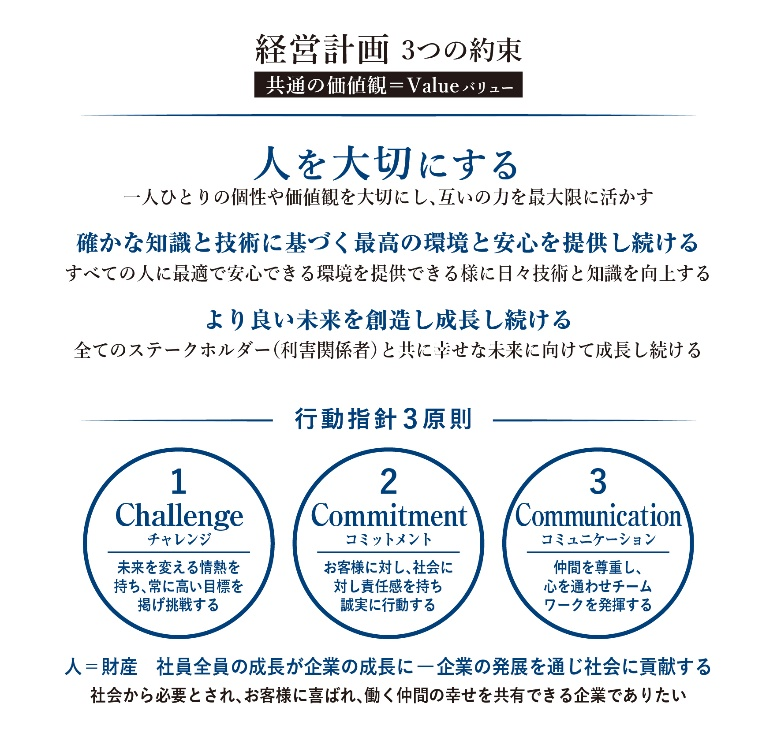 経営計画 3つの約束
共通の価値観＝Valueバリュー
人を大切にする
一人ひとりの個性や価値観を大切にし、互いの力を最大限に活かす
確かな知識と技術に基づく最高の環境と安心を提供し続ける
すべての人に最適で安心できる環境を提供できる様に日々技術と知識を向上する
より良い未来を創造し成長し続ける
全てのステークホルダー（利害関係者）と共に幸せな未来に向けて成長し続ける
行動指針3原則
1
Challenge
チャレンジ
未来を変える情熱を
持ち、常に高い目標を
掲げ挑戦する
2
Commitment
コミットメント
お客様に対し、社会に
対し責任感を持ち
誠実に行動する
3
Communication
コミュニケーション
仲間を尊重し、
心を通わせチーム
ワークを発揮する
人＝財産　社員全員の成長が企業の成長に―企業の発展を通じ社会に貢献する
社会から必要とされ、お客様に喜ばれ、働く仲間の幸せを共有できる企業でありたい